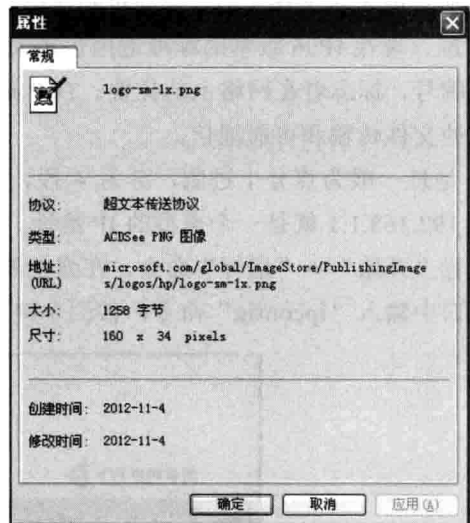 属性
常规
logo-sm-1x.png
协议: 超文本传送协议
类型: ACDSee PNG 图像
地址: (URL) microsoft.com/global/ImageStore/PublishingImage
s/logos/hp/logo-sm-1x.png
大小: 1258 字节
尺寸: 160 x 34 pixels
创建时间: 2012-11-4
修改时间: 2012-11-4
确定 取消 应用(A)